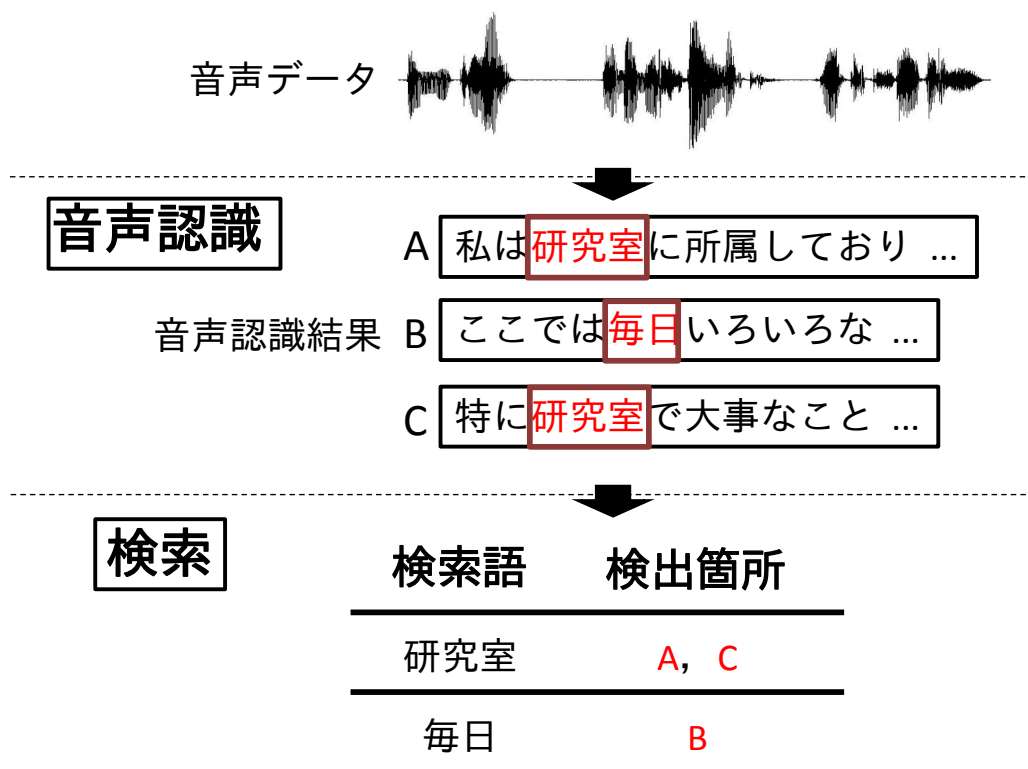 音声データ
音声認識
A 私は研究室に所属しており ...
音声認識結果 B ここでは毎日いろいろな ...
C 特に研究室で大事なこと ...
検索
検索語 検出箇所
研究室 A, C
毎日 B